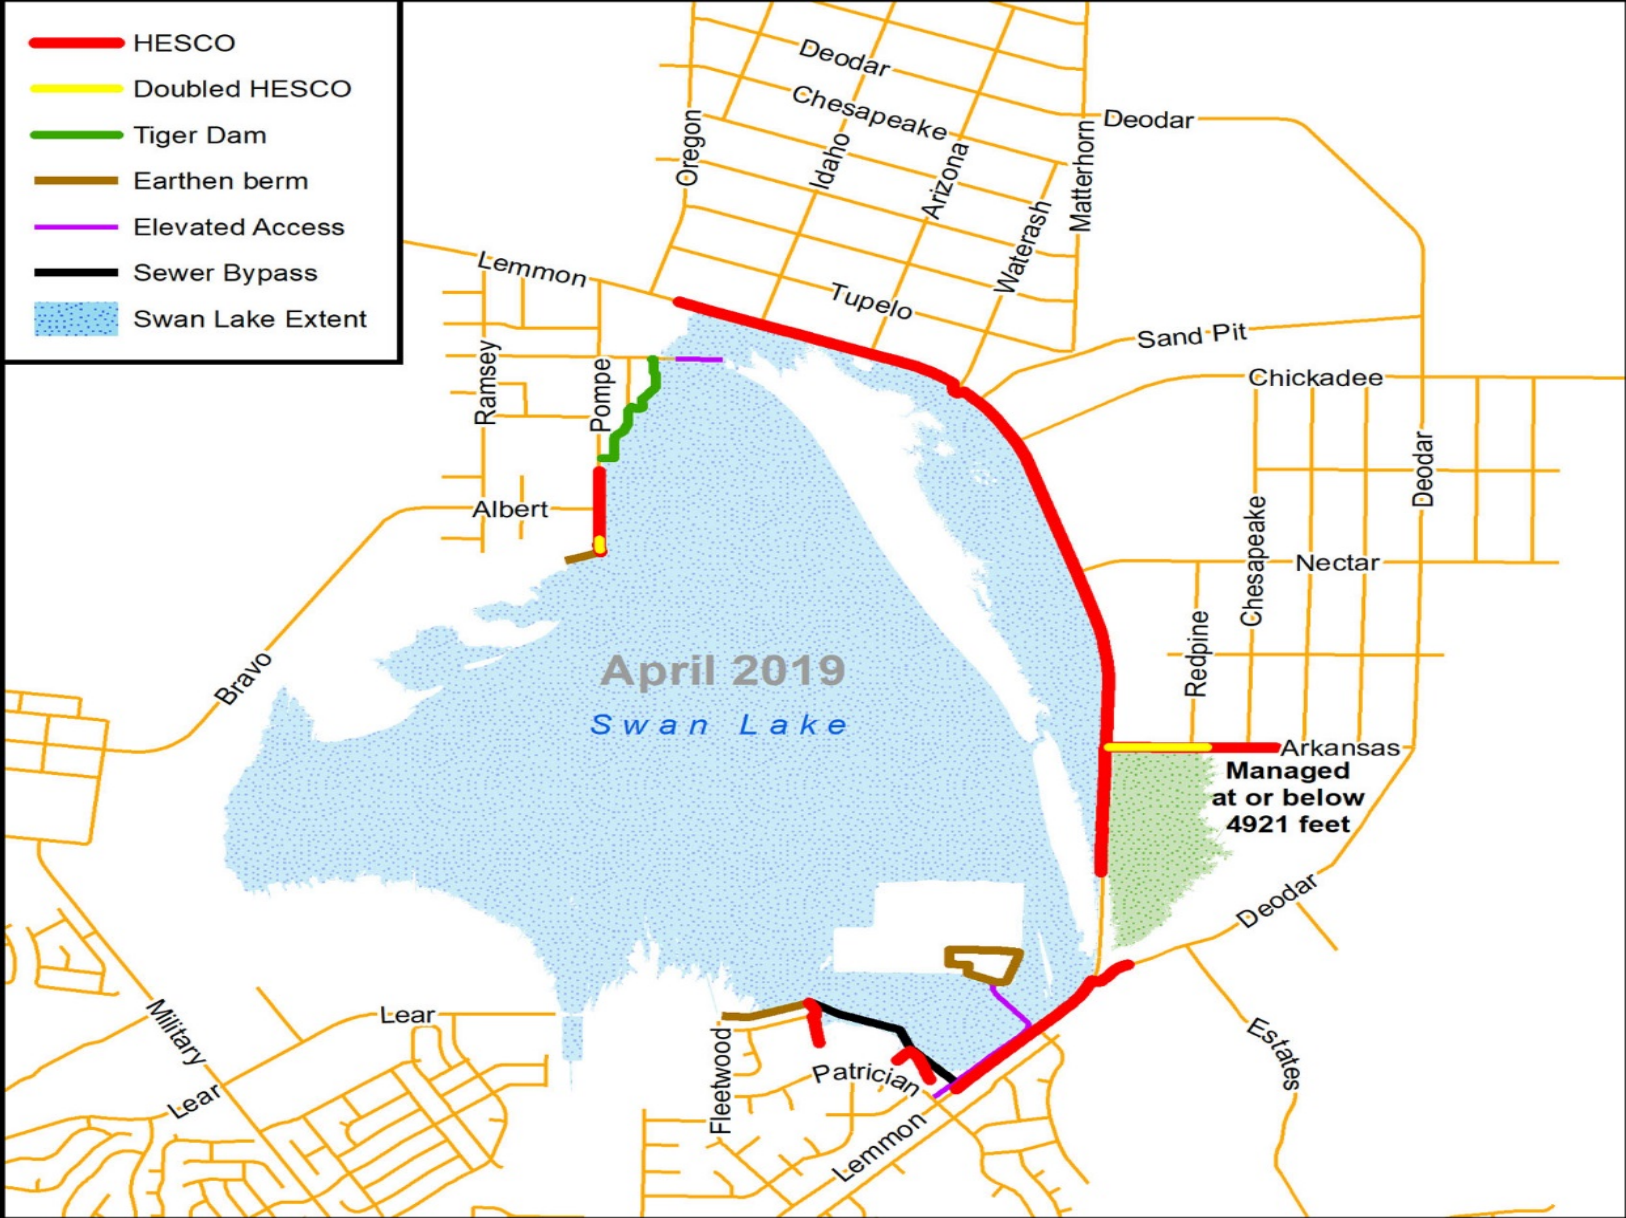 HESCO
Doubled HESCO
Tiger Dam
Earthen berm
Elevated Access
Sewer Bypass
Swan Lake Extent
Deodar
Chesapeake
Deodar
Oregon
Idaho
Arizona
Matterhorn
Waterash
Lemmon
Tupelo
Sand Pit
Chickadee
Ramsey
Pompe
Deodar
Albert
Chesapeake
Nectar
Redpine
Bravo
April 2019
Swan Lake
Arkansas
Managed
at or below
4921 feet
Deodar
Military
Lear
Fleetwood
Estates
Patrician
Lear
Lemmon